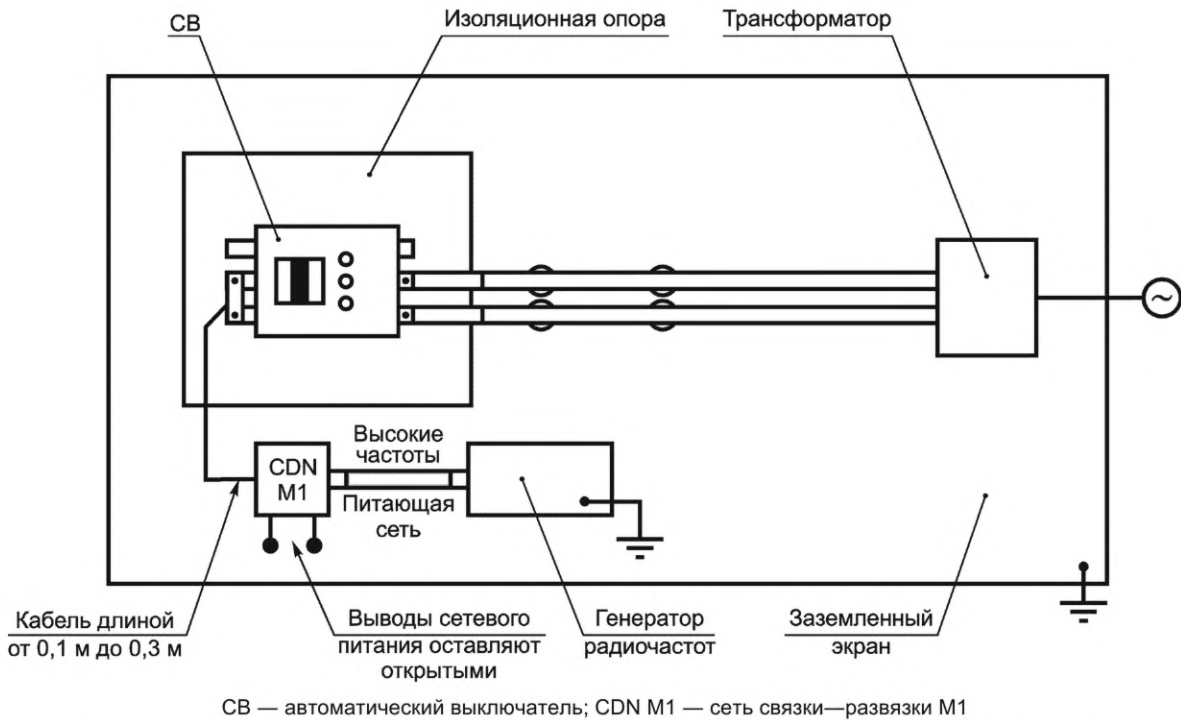 СВ
Изоляционная опора
Трансформатор
~
Высокие
частоты
CDN
M1
Питающая
сеть
Кабель длиной
от 0,1 м до 0,3 м
Выводы сетевого
питания оставляют
открытыми
Генератор
радиочастот
Заземленный
экран
СВ — автоматический выключатель; CDN M1 — сеть связки—развязки М1